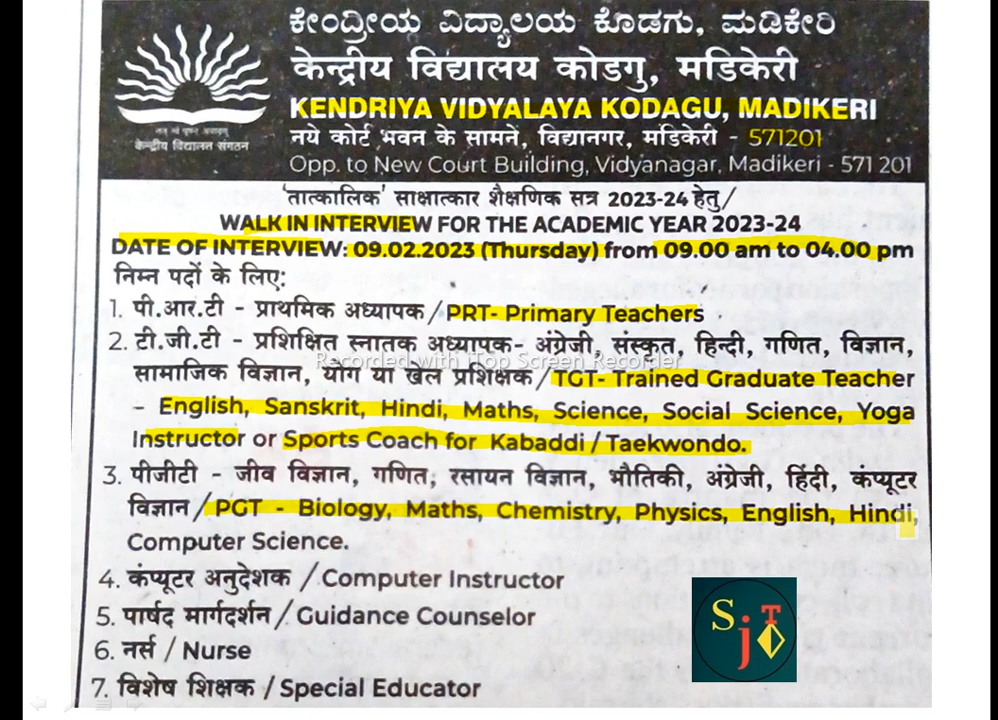 ಕೇಂದ್ರೀಯ ವಿದ್ಯಾಲಯ ಕೊಡಗು, ಮಡಿಕೇರಿ
केन्द्रीय विद्यालय कोडगु, मडिकेरी
KENDRIYA VIDYALAYA KODAGU, MADIKERI
नये कोर्ट भवन के सामने, विद्यानगर, मडिकेरी - 571201
केन्द्रीय विद्यालय संगठन
Opp. to New Court Building, Vidyanagar, Madikeri - 571 201
'तात्कालिक' साक्षात्कार शैक्षणिक सत्र 2023-24 हेतु/
WALK IN INTERVIEW FOR THE ACADEMIC YEAR 2023-24
DATE OF INTERVIEW: 09.02.2023 (Thursday) from 09.00 am to 04.00 pm
निम्न पदों के लिए:
1. पी.आर.टी - प्राथमिक अध्यापक/PRT- Primary Teachers
2. टी.जी.टी - प्रशिक्षित स्नातक अध्यापक- अंग्रेजी, संस्कृत, हिन्दी, गणित, विज्ञान,
Recorded with iTop Screen Recorder
सामाजिक विज्ञान, योग या खेल प्रशिक्षक/TGT- Trained Graduate Teacher
– English, Sanskrit, Hindi, Maths, Science, Social Science, Yoga
Instructor or Sports Coach for Kabaddi / Taekwondo.
3. पीजीटी - जीव विज्ञान, गणित, रसायन विज्ञान, भौतिकी, अंग्रेजी, हिंदी, कंप्यूटर
विज्ञान/ PGT - Biology, Maths, Chemistry, Physics, English, Hindi,
Computer Science.
4. कंप्यूटर अनुदेशक /Computer Instructor
5. पार्षद मार्गदर्शन/ Guidance Counselor
6. नर्स/ Nurse
7. विशेष शिक्षक/ Special Educator
SjT